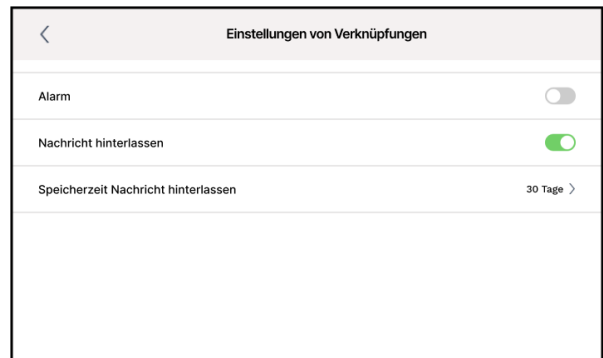 Einstellungen von Verknüpfungen
Alarm
Nachricht hinterlassen
Speicherzeit Nachricht hinterlassen 30 Tage